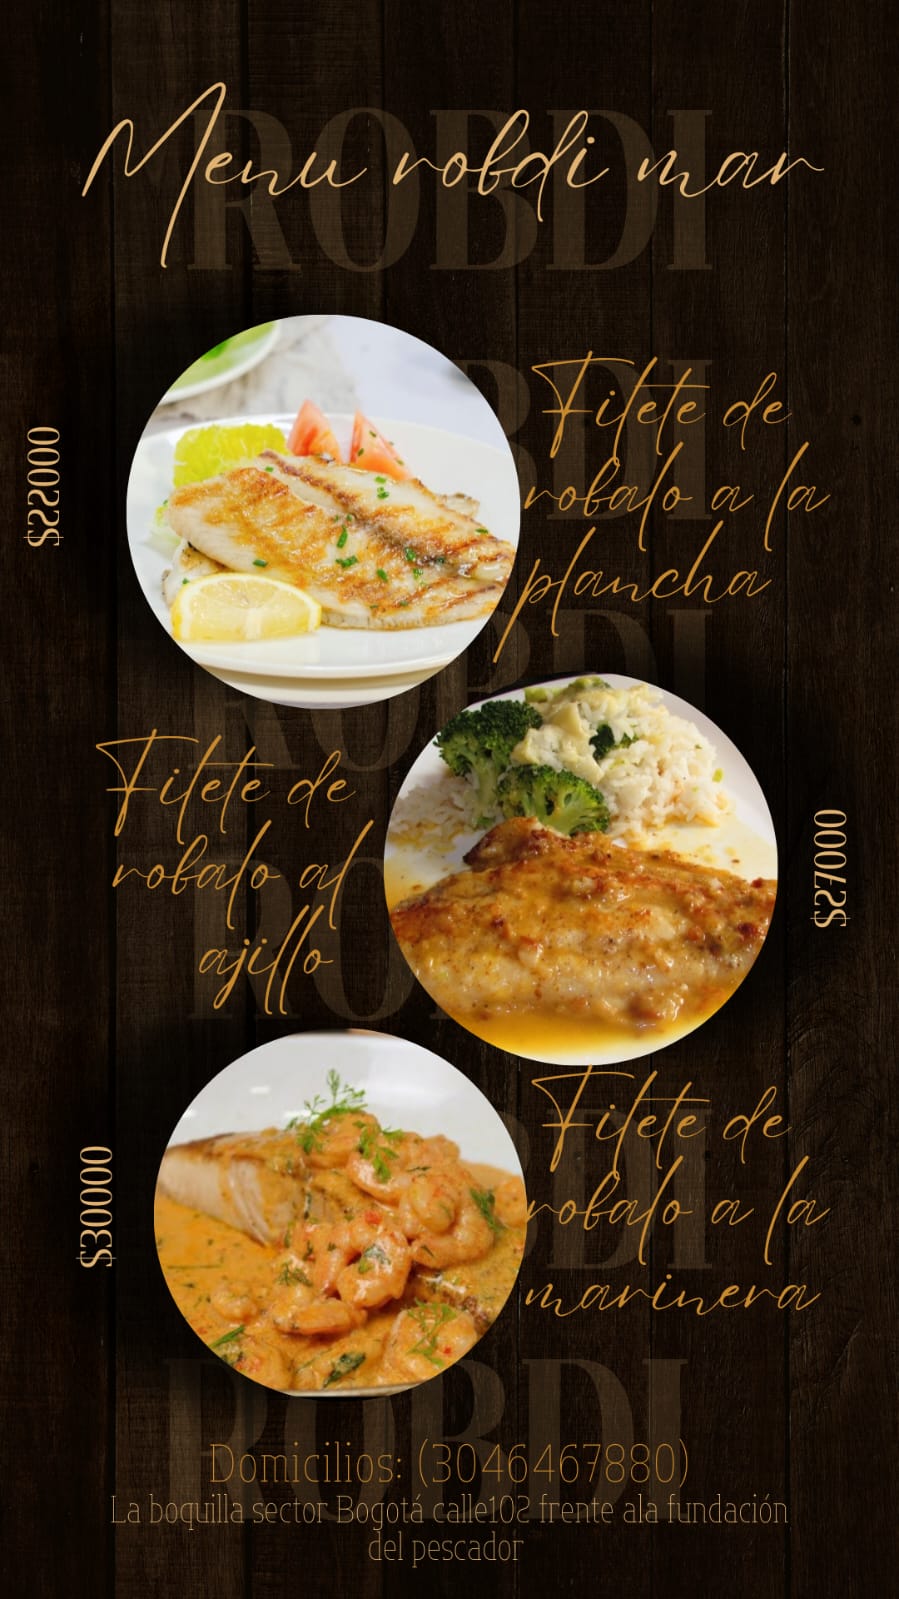 ROBDI
Menu robdi mar
$22000
Filete de
robalo a la
plancha
Filete de
robalo al
ajillo
$27000
$30000
Filete de
robalo a la
marinera
Domicilios: (3046467880)
La boquilla sector Bogotá calle102 frente ala fundación
del pescador